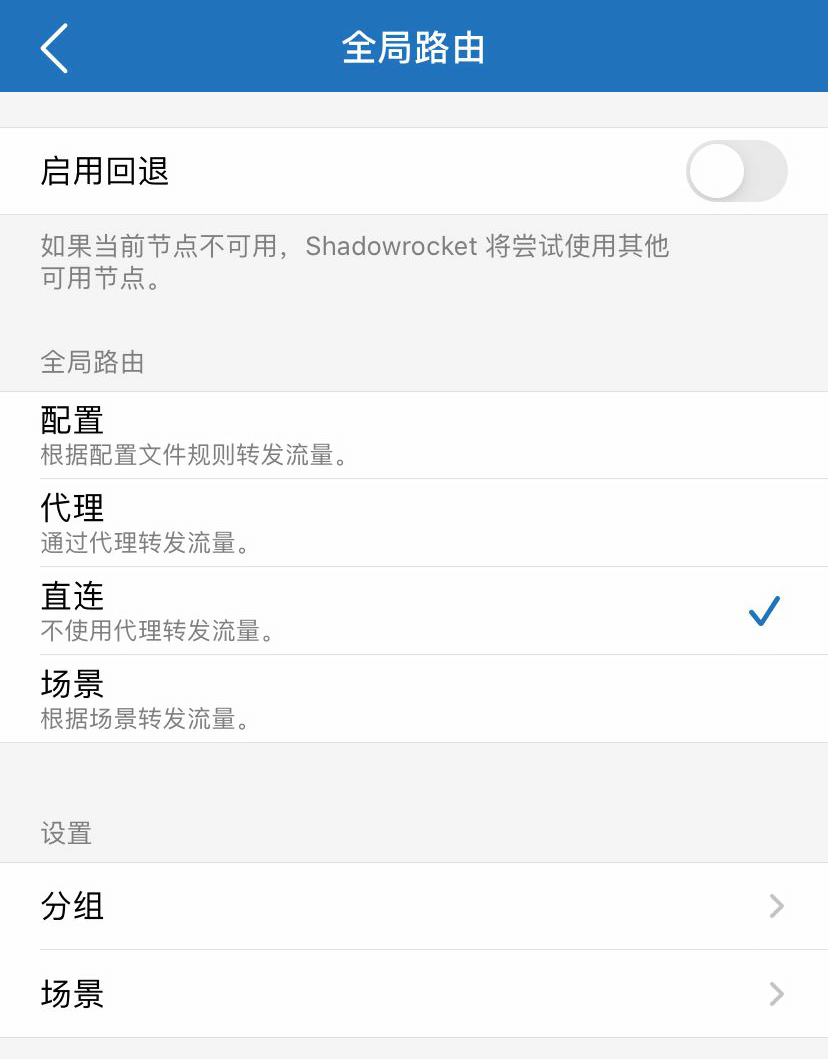 全局路由
启用回退
如果当前节点不可用，Shadowrocket 将尝试使用其他
可用节点。
全局路由
配置
根据配置文件规则转发流量。
代理
通过代理转发流量。
直连
不使用代理转发流量。
场景
根据场景转发流量。
设置
分组
场景